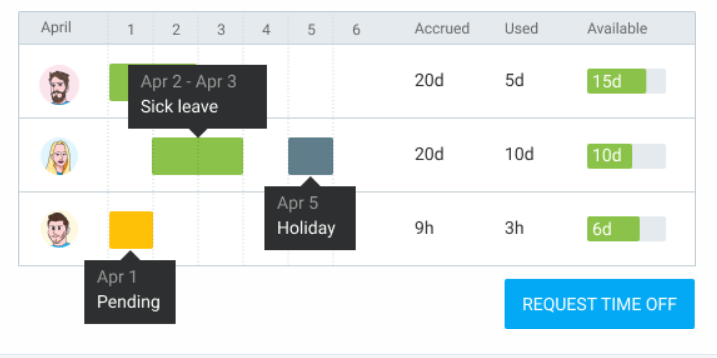 April 1 2 3 4 5 6 Accrued Used Available
20d 5d 15d
Apr 2 - Apr 3
Sick leave
20d 10d 10d
Apr 5
Holiday
9h 3h 6d
Apr 1
Pending
REQUEST TIME OFF